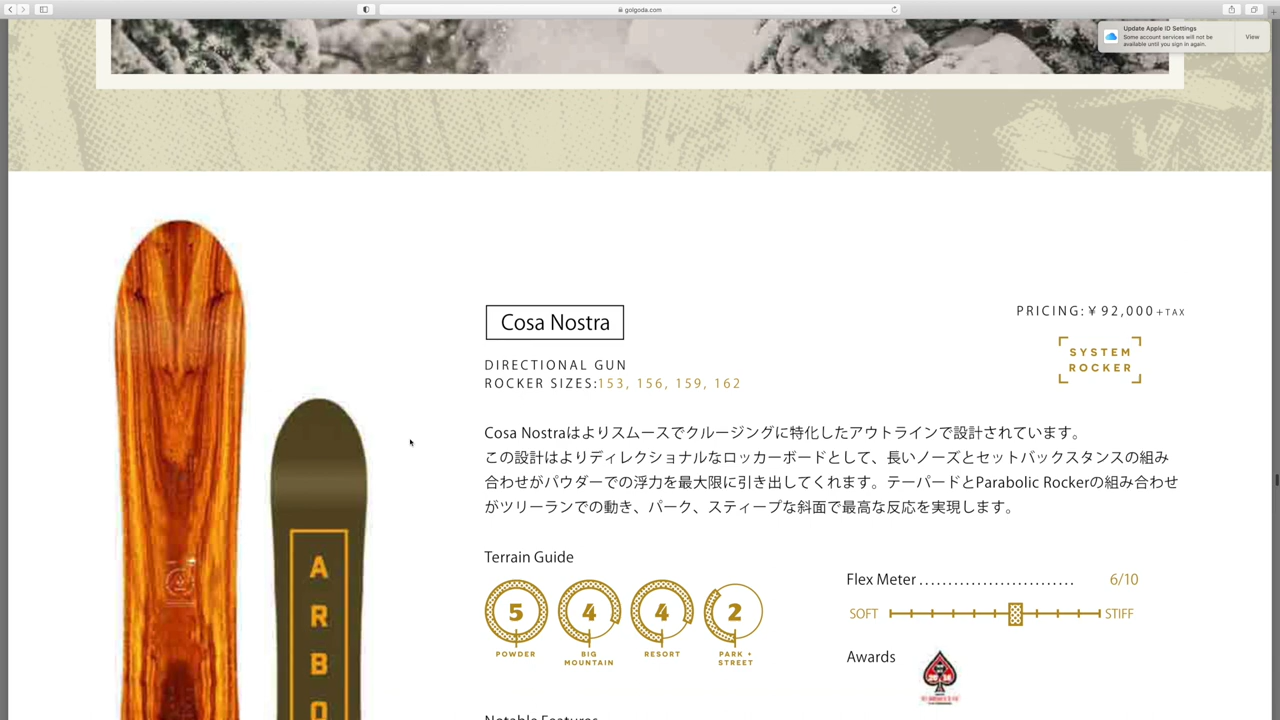 golgoda.com
Update Apple ID Settings
Some account services will not be
available until you sign in again.
View
Cosa Nostra
PRICING:¥92,000+TAX
SYSTEM
ROCKER
DIRECTIONAL GUN
ROCKER SIZES:153, 156, 159, 162
Cosa Nostraはよりスムースでクルージングに特化したアウトラインで設計されています。
この設計はよりディレクショナルなロッカーボードとして、長いノーズとセットバックスタンスの組み
合わせがパウダーでの浮力を最大限に引き出してくれます。テーパードとParabolic Rockerの組み合わせ
がツリーランでの動き、パーク、スティープな斜面で最高な反応を実現します。
Terrain Guide
Flex Meter.......................... 6/10
5 4 4 2
SOFT STIFF
POWDER BIG MOUNTAIN RESORT PARK + STREET
Awards
ARBO
Notable Features